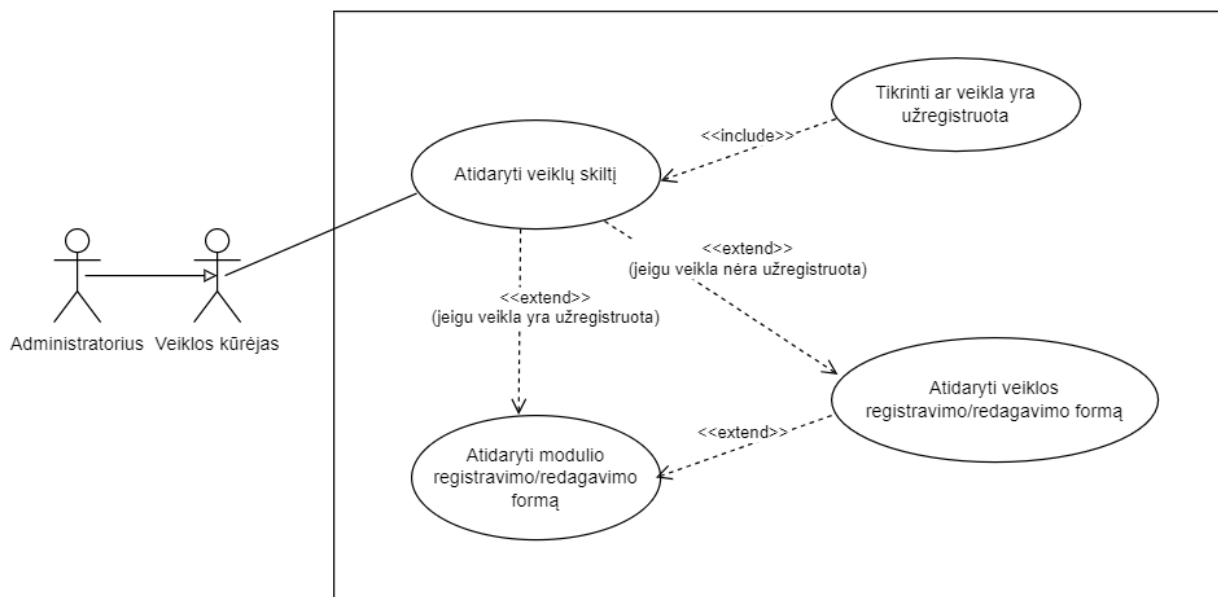 Tikrinti ar veikla yra
užregistruota
<<include>>
Atidaryti veiklų skiltį
<<extend>>
(jeigu veikla nėra užregistruota)
<<extend>>
(jeigu veikla yra užregistruota)
Administratorius
Veiklos kūrėjas
Atidaryti veiklos
registravimo/redagavimo formą
<<extend>>
Atidaryti modulio
registravimo/redagavimo
formą